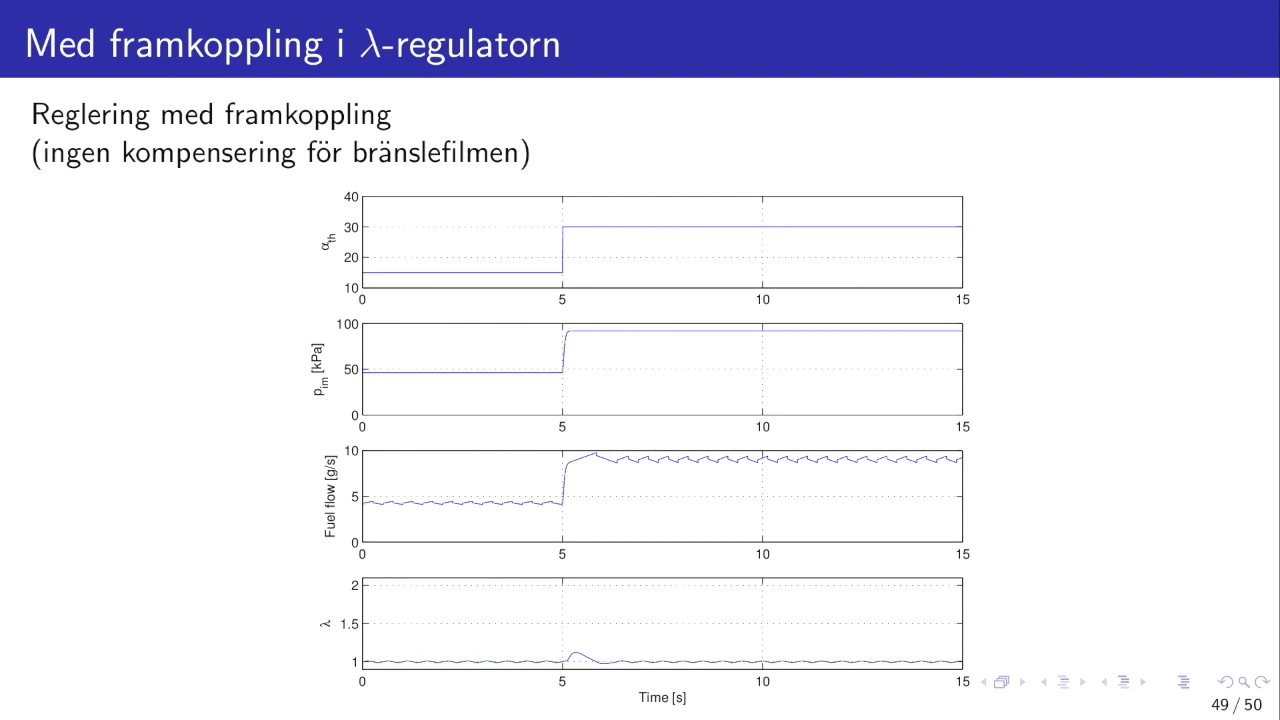 Med framkoppling i λ-regulatorn
Reglering med framkoppling
(ingen kompensering för bränslefilmen)
40
30
20
10
α_th
0 5 10 15
100
50
0
p_im [kPa]
0 5 10 15
10
5
0
Fuel flow [g/s]
0 5 10 15
2
1.5
1
λ
0 5 10 15
Time [s]
49 / 50